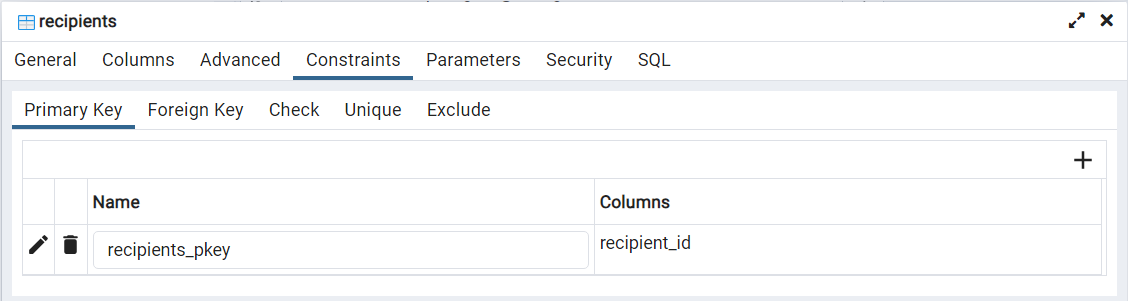 recipients
General Columns Advanced Constraints Parameters Security SQL
Primary Key Foreign Key Check Unique Exclude
Name Columns
recipients_pkey recipient_id